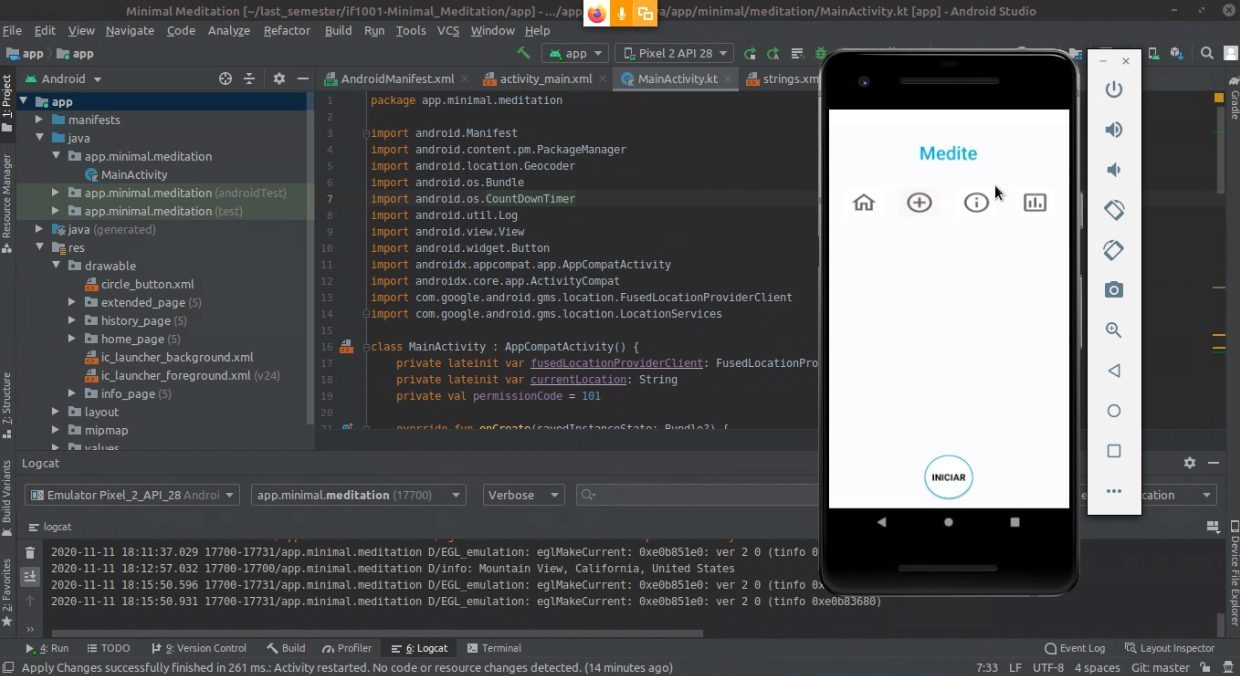 Minimal Meditation [~/last_semester/if1001-Minimal_Meditation/app] - .../app
a/app/minimal/meditation/MainActivity.kt [app] - Android Studio
File Edit View Navigate Code Analyze Refactor Build Run Tools VCS Window Help
app app app Pixel 2 API 28
Android AndroidManifest.xml activity_main.xml MainActivity.kt strings.xm
1: Project
Resource Manager
7: Structure
Build Variants
2: Favorites
app
manifests
java
app.minimal.meditation
MainActivity
app.minimal.meditation (androidTest)
app.minimal.meditation (test)
java (generated)
res
drawable
circle_button.xml
extended_page (5)
history_page (5)
home_page (5)
ic_launcher_background.xml
ic_launcher_foreground.xml (v24)
info_page (5)
layout
mipmap
values
1 package app.minimal.meditation
2
3 import android.Manifest
4 import android.content.pm.PackageManager
5 import android.location.Geocoder
6 import android.os.Bundle
7 import android.os.CountDownTimer
8 import android.util.Log
9 import android.view.View
10 import android.widget.Button
11 import androidx.appcompat.app.AppCompatActivity
12 import androidx.core.app.ActivityCompat
13 import com.google.android.gms.location.FusedLocationProviderClient
14 import com.google.android.gms.location.LocationServices
15
16 class MainActivity : AppCompatActivity() {
17 private lateinit var fusedLocationProviderClient: FusedLocationPro
18 private lateinit var currentLocation: String
19 private val permissionCode = 101
20
21 override fun onCreate(savedInstanceState: Bundle?) {
Medite
INICIAR
Gradle
Device File Explorer
Logcat
Emulator Pixel_2_API_28 Androi app.minimal.meditation (17700) Verbose cation
logcat
2020-11-11 18:11:37.029 17700-17731/app.minimal.meditation D/EGL_emulation: eglMakeCurrent: 0xe0b851e0: ver 2 0 (tinfo 0
2020-11-11 18:12:57.032 17700-17700/app.minimal.meditation D/info: Mountain View, California, United States
2020-11-11 18:15:50.596 17700-17731/app.minimal.meditation D/EGL_emulation: eglMakeCurrent: 0xe0b851e0: ver 2 0 (tinfo 0x
2020-11-11 18:15:50.931 17700-17731/app.minimal.meditation D/EGL_emulation: eglMakeCurrent: 0xe0b851e0: ver 2 0 (tinfo 0xe0b83680)
4: Run TODO 9: Version Control Build Profiler 6: Logcat Terminal Event Log Layout Inspector
Apply Changes successfully finished in 261 ms.: Activity restarted. No code or resource changes detected. (14 minutes ago) 7:33 LF UTF-8 4 spaces Git: master